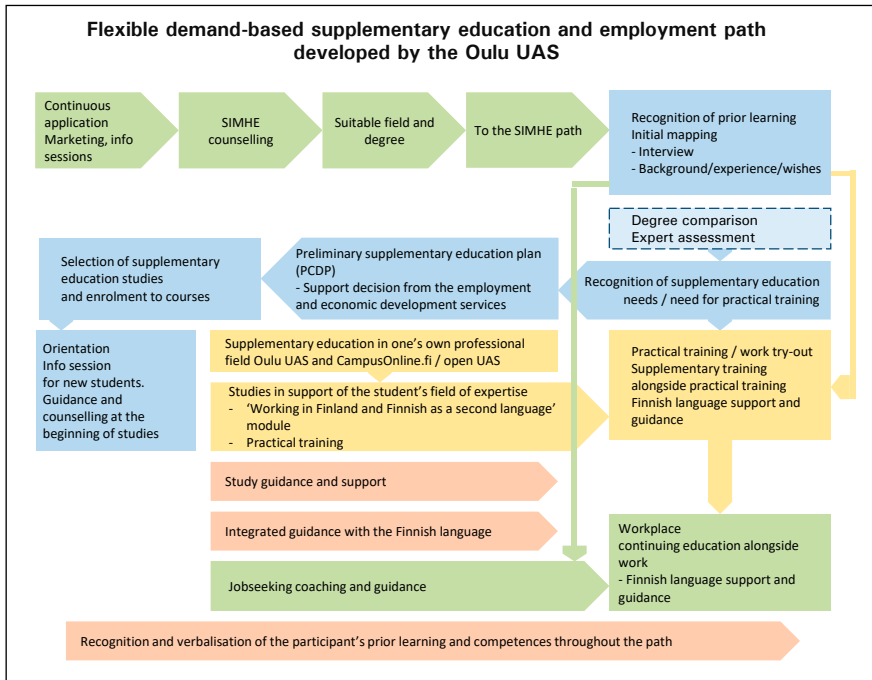 Flexible demand-based supplementary education and employment path
developed by the Oulu UAS
Continuous
application
Marketing, info
sessions
SIMHE
counselling
Suitable field and
degree
To the SIMHE path
Recognition of prior learning
Initial mapping
- Interview
- Background/experience/wishes
Degree comparison
Expert assessment
Selection of supplementary
education studies
and enrolment to courses
Preliminary supplementary education plan
(PCDP)
- Support decision from the employment
and economic development services
Recognition of supplementary education
needs / need for practical training
Orientation
Info session
for new students.
Guidance and
counselling at the
beginning of studies
Supplementary education in one’s own professional
field Oulu UAS and CampusOnline.fi / open UAS
Studies in support of the student’s field of expertise
- ‘Working in Finland and Finnish as a second language’
module
- Practical training
Practical training / work try-out
Supplementary training
alongside practical training
Finnish language support and
guidance
Study guidance and support
Integrated guidance with the Finnish language
Jobseeking coaching and guidance
Workplace
continuing education alongside
work
- Finnish language support and
guidance
Recognition and verbalisation of the participant’s prior learning and competences throughout the path